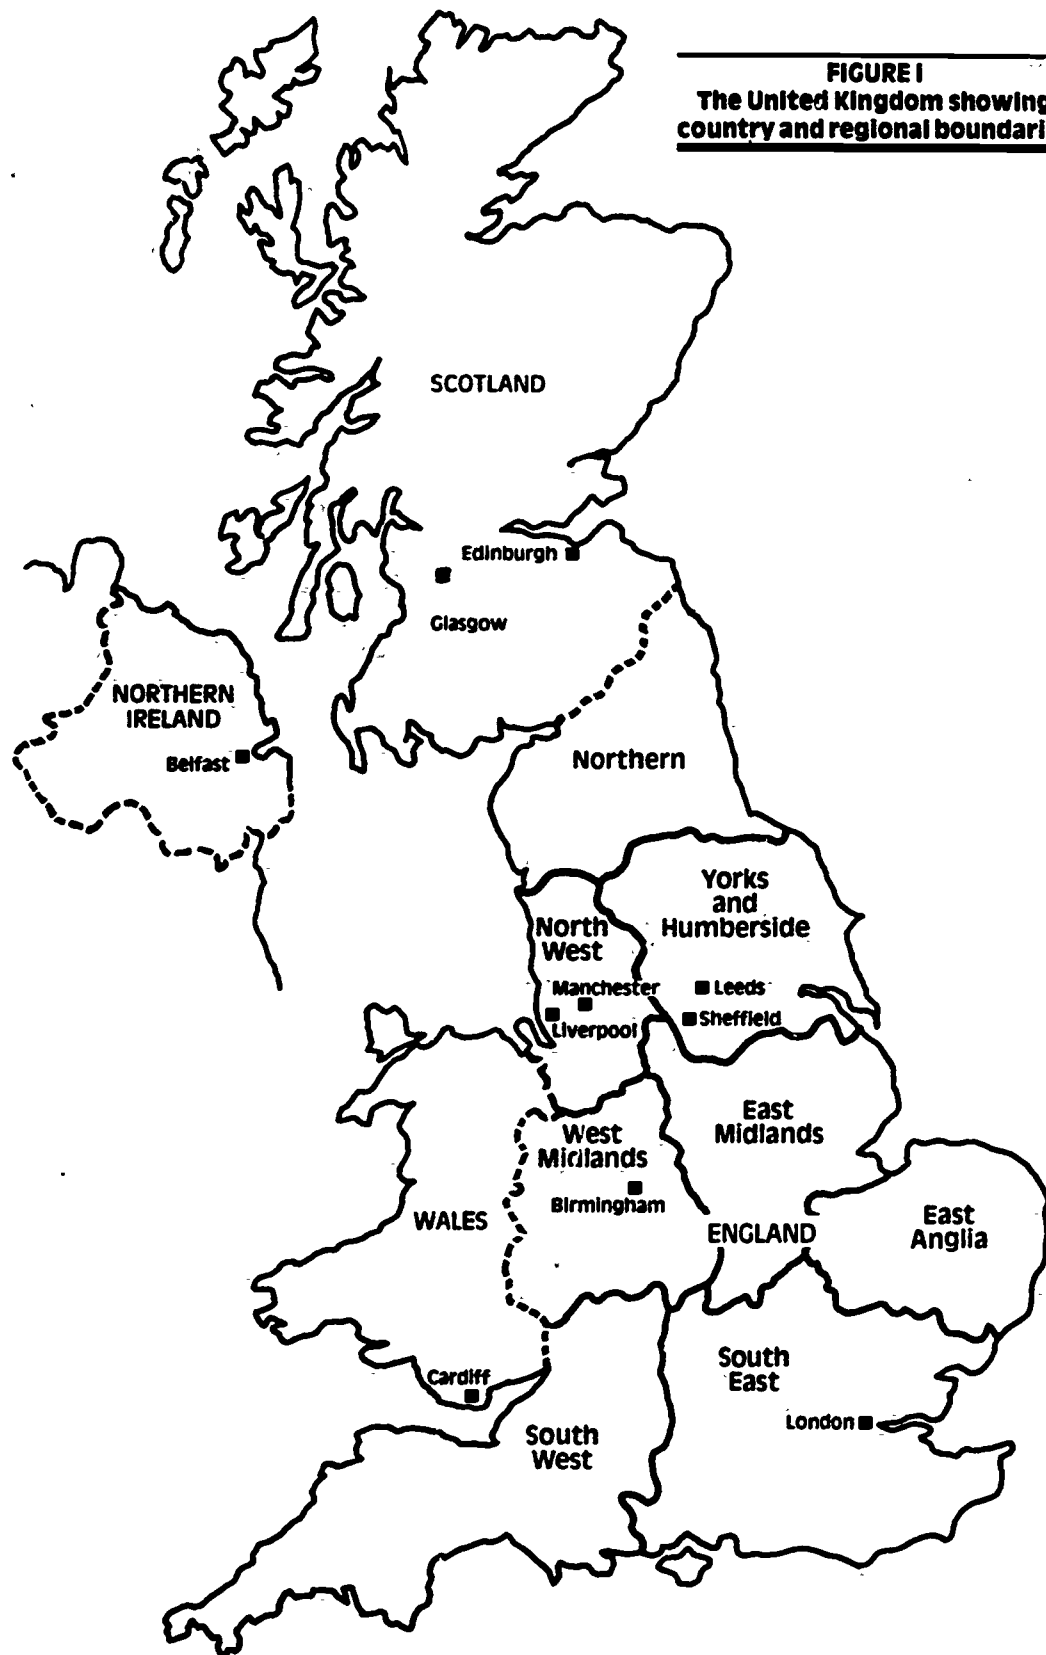 FIGURE I
The United Kingdom showing
country and regional boundari
SCOTLAND
Edinburgh
Glasgow
NORTHERN
IRELAND
Belfast
Northern
Yorks
and
Humberside
North
West
Manchester
Leeds
Liverpool
Sheffield
East
Midlands
West
Midlands
Birmingham
WALES
ENGLAND
East
Anglia
South
East
Cardiff
London
South
West